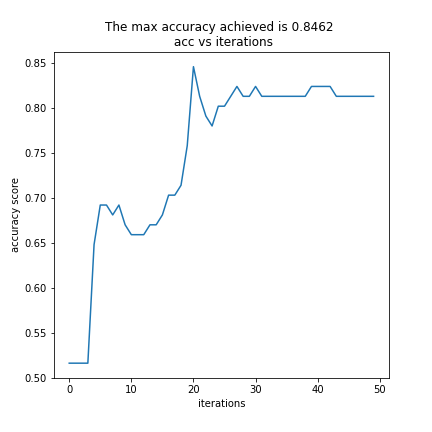 The max accuracy achieved is 0.8462
acc vs iterations
0.85
0.80
0.75
0.70
0.65
0.60
0.55
0.50
accuracy score
0 10 20 30 40 50
iterations